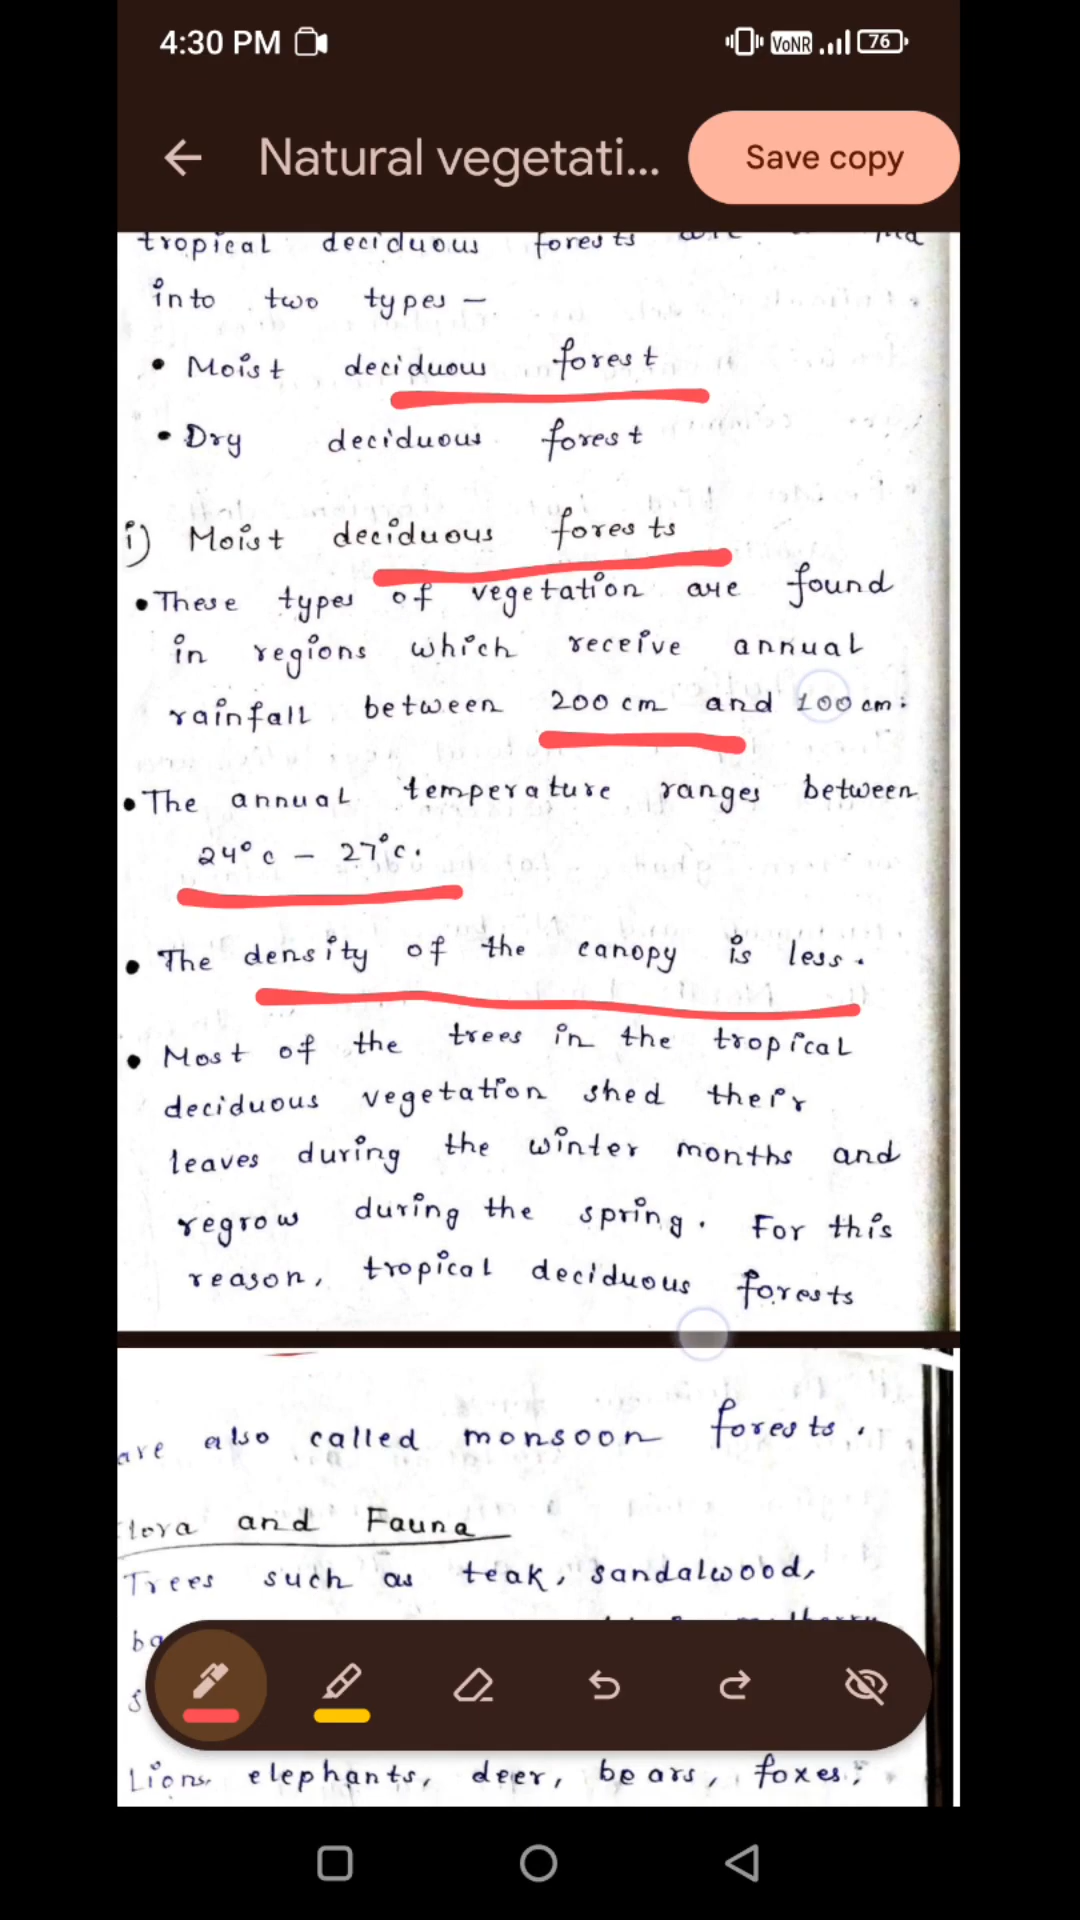 4:30 PM
VoNR 76
Natural vegetati...
Save copy
tropical deciduous forests
into two types –
• Moist deciduous forest
• Dry deciduous forest
i) Moist deciduous forests
• These types of vegetation are found
in regions which receive annual
rainfall between 200 cm and 100 cm.
• The annual temperature ranges between
24°c – 27°c.
• The density of the canopy is less.
• Most of the trees in the tropical
deciduous vegetation shed their
leaves during the winter months and
regrow during the spring. For this
reason, tropical deciduous forests
are also called monsoon forests.
Flora and Fauna
Trees such as teak, sandalwood,
Lions, elephants, deer, bears, foxes,